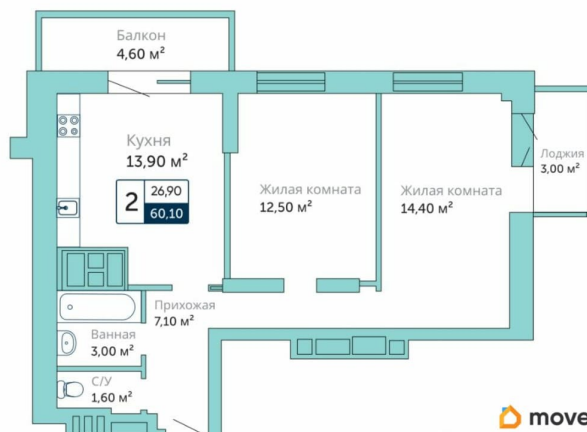 Балкон
4,60 м²
Кухня
13,90 м²
2
26,90
60,10
Жилая комната
12,50 м²
Жилая комната
14,40 м²
Лоджия
3,00 м²
Прихожая
7,10 м²
Ванная
3,00 м²
С/У
1,60 м²
move